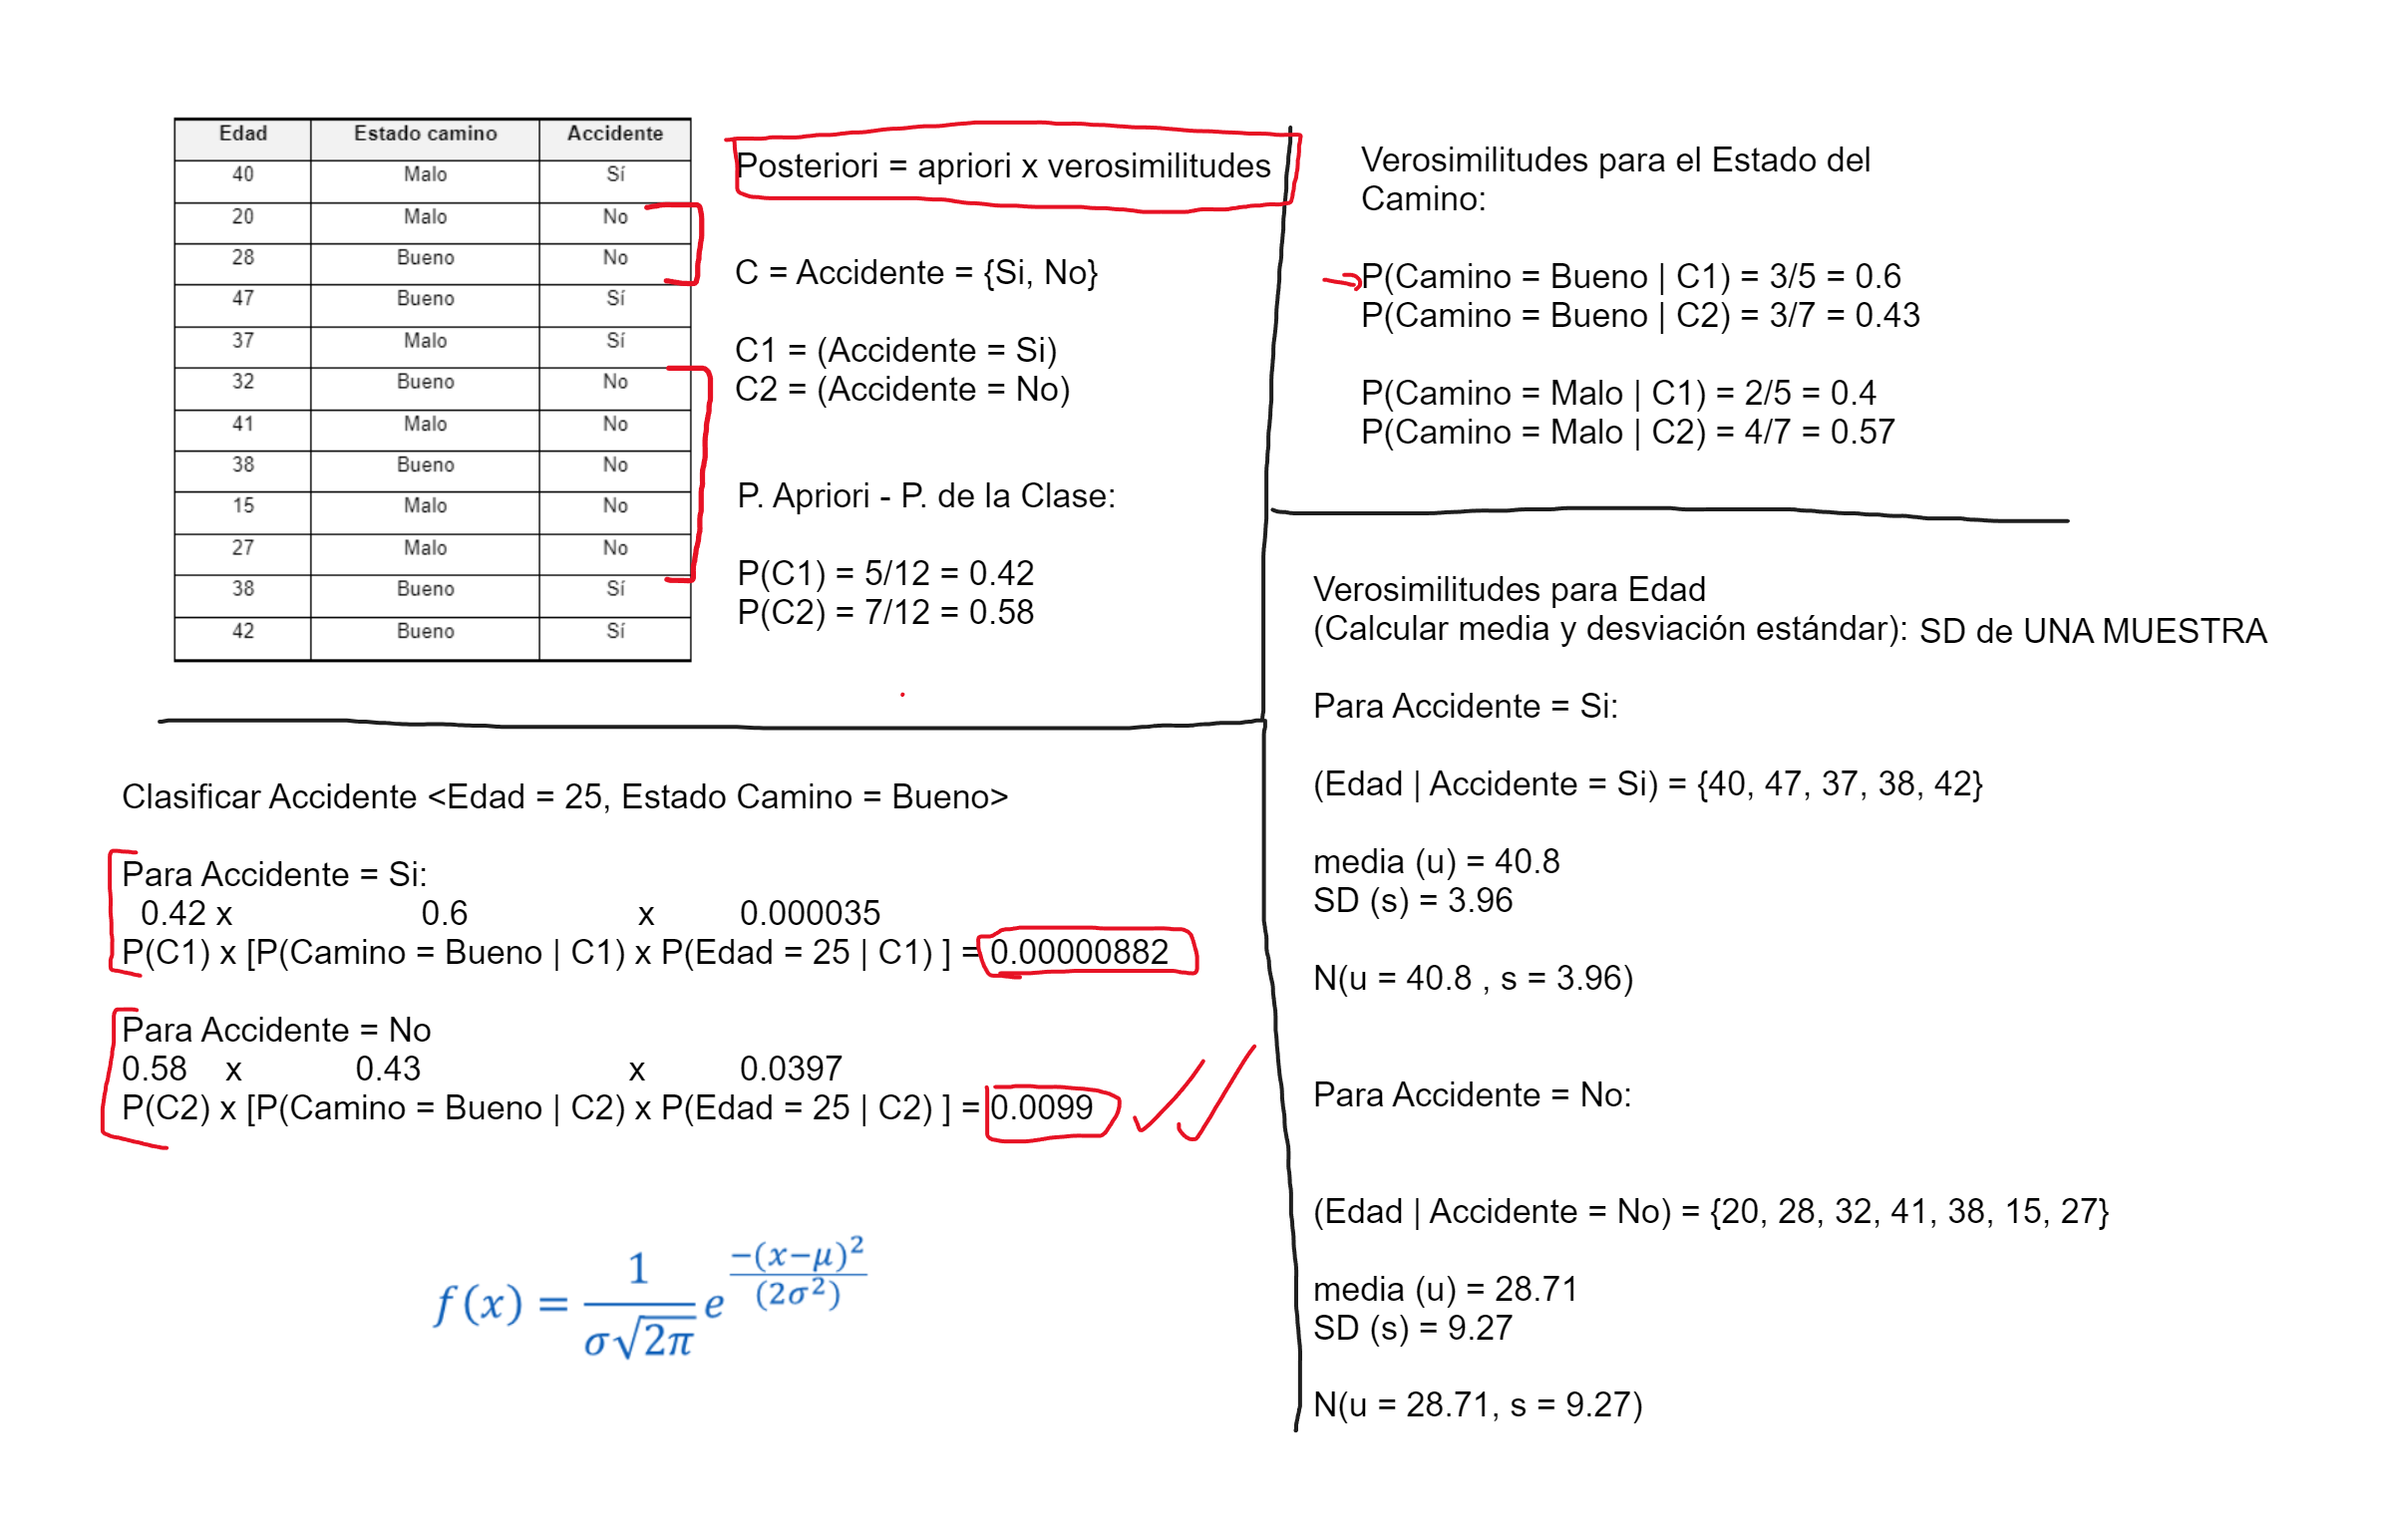 Edad Estado camino Accidente
40 Malo Sí
20 Malo No
28 Bueno No
47 Bueno Sí
37 Malo Sí
32 Bueno No
41 Malo No
38 Bueno No
15 Malo No
27 Malo No
38 Bueno Sí
42 Bueno Sí
Posteriori = apriori x verosimilitudes
C = Accidente = {Si, No}
C1 = (Accidente = Si)
C2 = (Accidente = No)
P. Apriori - P. de la Clase:
P(C1) = 5/12 = 0.42
P(C2) = 7/12 = 0.58
Verosimilitudes para el Estado del
Camino:
P(Camino = Bueno | C1) = 3/5 = 0.6
P(Camino = Bueno | C2) = 3/7 = 0.43
P(Camino = Malo | C1) = 2/5 = 0.4
P(Camino = Malo | C2) = 4/7 = 0.57
Verosimilitudes para Edad
(Calcular media y desviación estándar): SD de UNA MUESTRA
Para Accidente = Si:
(Edad | Accidente = Si) = {40, 47, 37, 38, 42}
media (u) = 40.8
SD (s) = 3.96
N(u = 40.8 , s = 3.96)
Para Accidente = No:
(Edad | Accidente = No) = {20, 28, 32, 41, 38, 15, 27}
media (u) = 28.71
SD (s) = 9.27
N(u = 28.71, s = 9.27)
Clasificar Accidente <Edad = 25, Estado Camino = Bueno>
Para Accidente = Si:
0.42 x 0.6 x 0.000035
P(C1) x [P(Camino = Bueno | C1) x P(Edad = 25 | C1) ] = 0.00000882
Para Accidente = No
0.58 x 0.43 x 0.0397
P(C2) x [P(Camino = Bueno | C2) x P(Edad = 25 | C2) ] = 0.0099
f(x) = 1/(σ√2π) e^(−(x−μ)²/(2σ²))